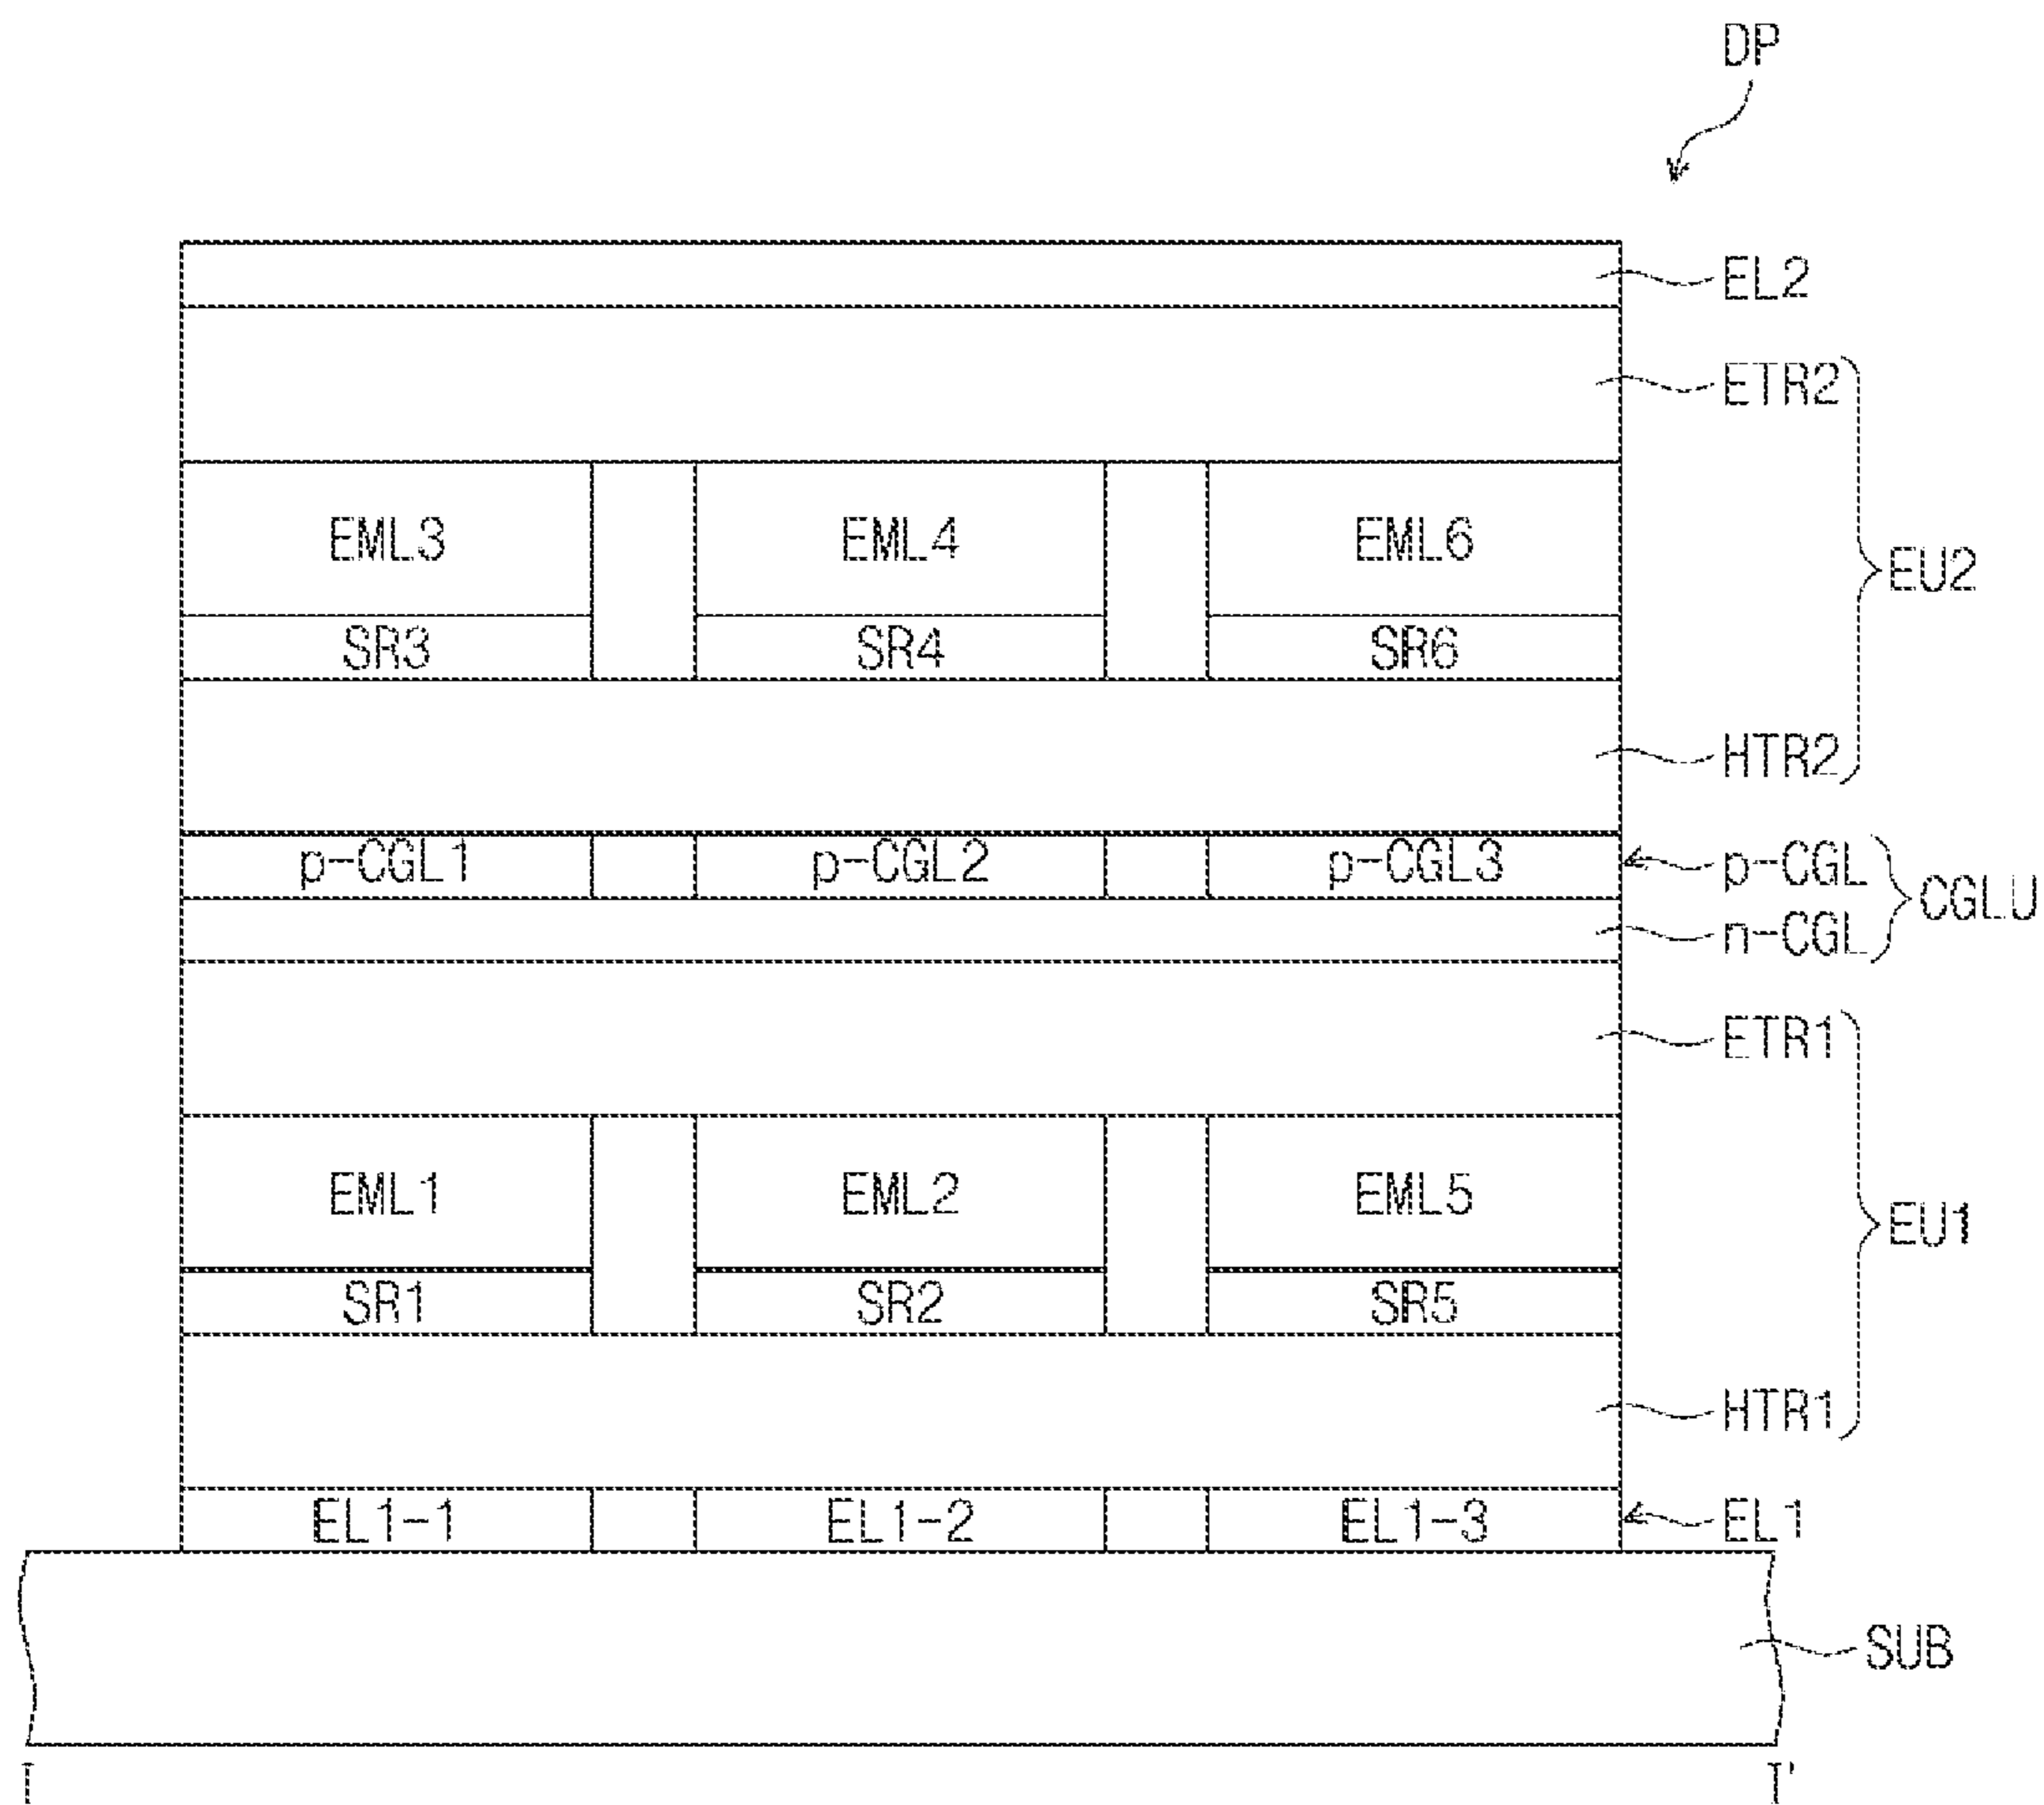 DP
EL2
ETR2
EML3 EML4 EML6
EU2
SR3 SR4 SR6
HTR2
p-CGL1 p-CGL2 p-CGL3 p-CGL
CGLU
n-CGL
ETR1
EML1 EML2 EML5
EU1
SR1 SR2 SR5
HTR1
EL1-1 EL1-2 EL1-3 EL1
SUB
I I'